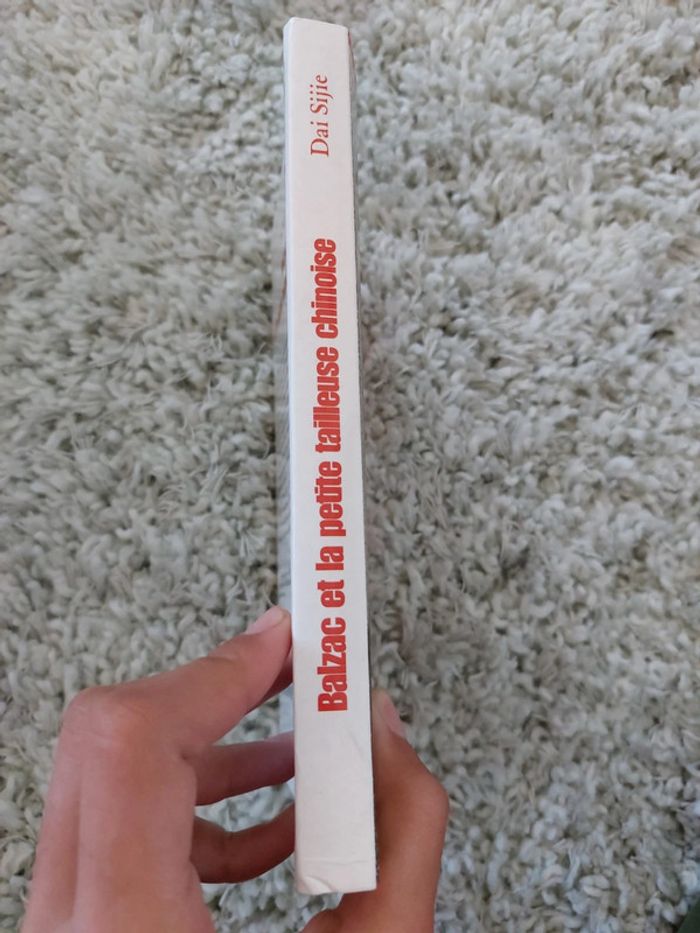 Balzac et la petite tailleuse chinoise
Dai Sijie